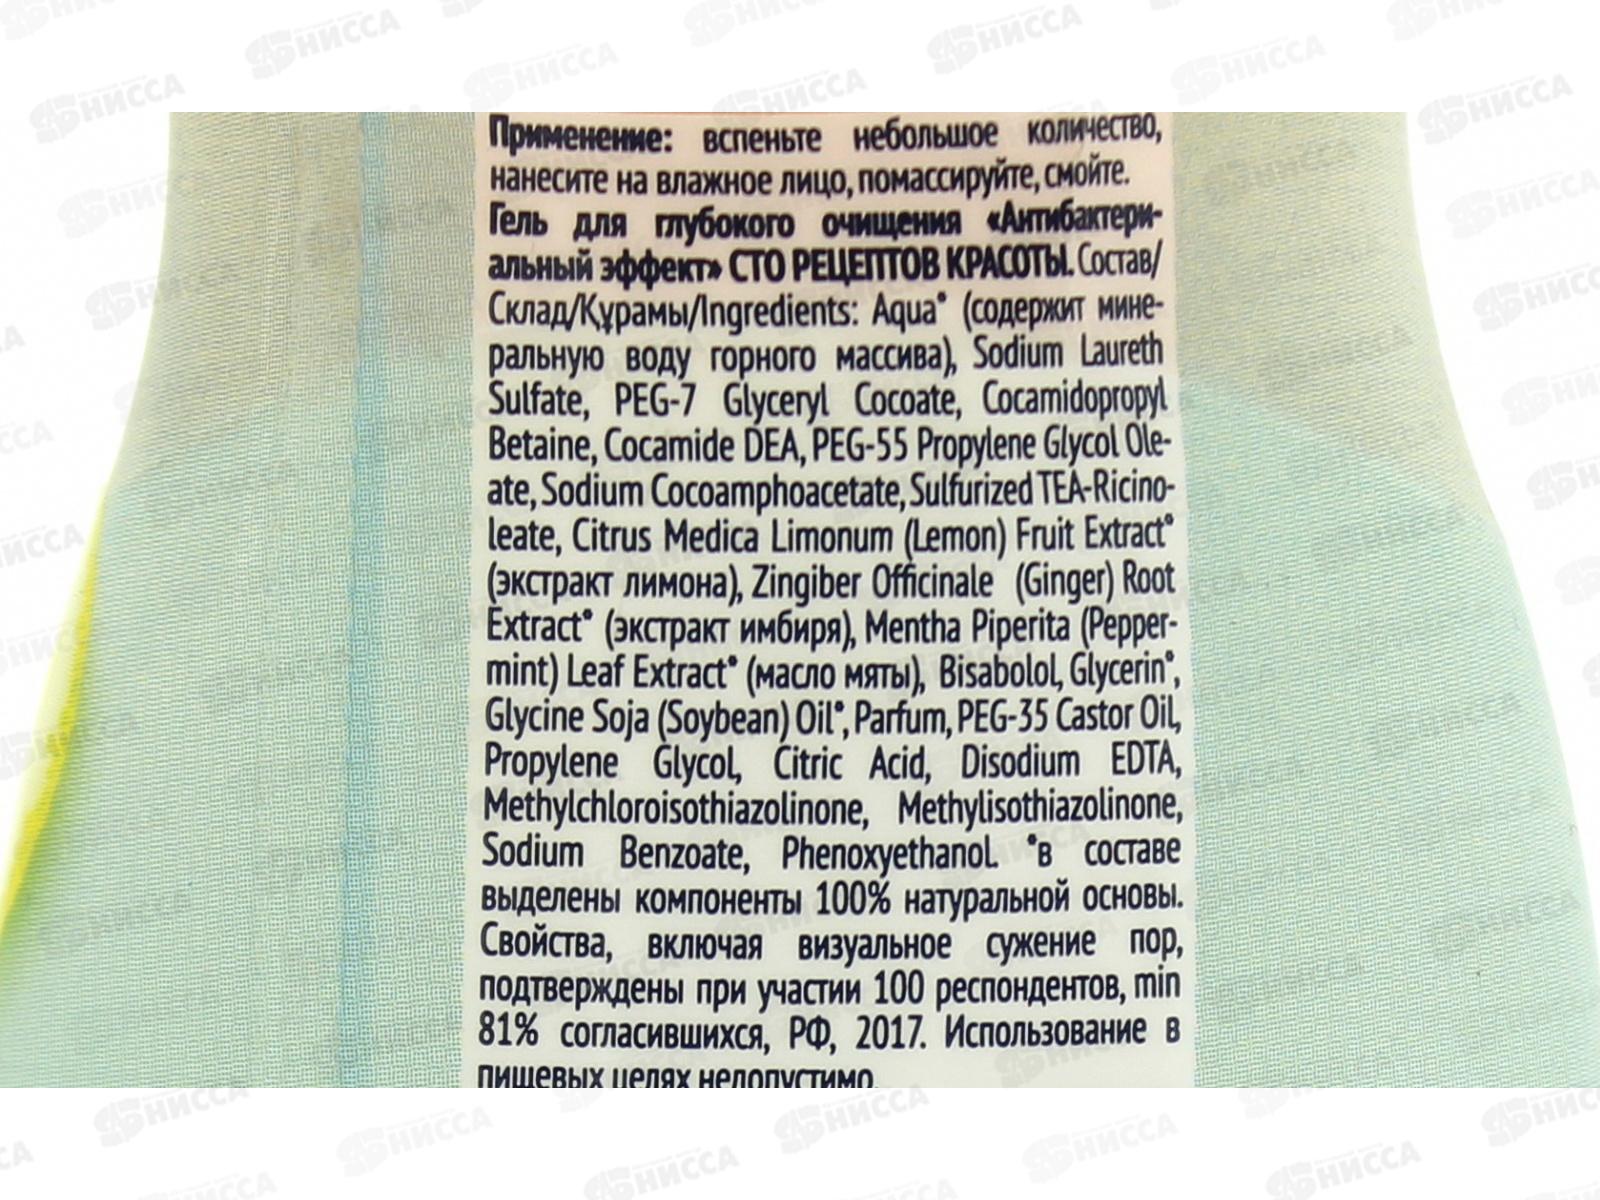 Применение: вспеньте небольшое количество,
нанесите на влажное лицо, помассируйте, смойте.
Гель для глубокого очищения «Антибактери-
альный эффект» СТО РЕЦЕПТОВ КРАСОТЫ. Состав/
Склад/Құрамы/Ingredients: Aqua* (содержит мине-
ральную воду горного массива), Sodium Laureth
Sulfate, PEG-7 Glyceryl Cocoate, Cocamidopropyl
Betaine, Cocamide DEA, PEG-55 Propylene Glycol Ole-
ate, Sodium Cocoamphoacetate, Sulfurized TEA-Ricino-
leate, Citrus Medica Limonum (Lemon) Fruit Extract*
(экстракт лимона), Zingiber Officinale (Ginger) Root
Extract* (экстракт имбиря), Mentha Piperita (Pepper-
mint) Leaf Extract* (масло мяты), Bisabolol, Glycerin*,
Glycine Soja (Soybean) Oil*, Parfum, PEG-35 Castor Oil,
Propylene Glycol, Citric Acid, Disodium EDTA,
Methylchloroisothiazolinone, Methylisothiazolinone,
Sodium Benzoate, Phenoxyethanol. *в составе
выделены компоненты 100% натуральной основы.
Свойства, включая визуальное сужение пор,
подтверждены при участии 100 респондентов, min
81% согласившихся, РФ, 2017. Использование в
пищевых целях недопустимо.